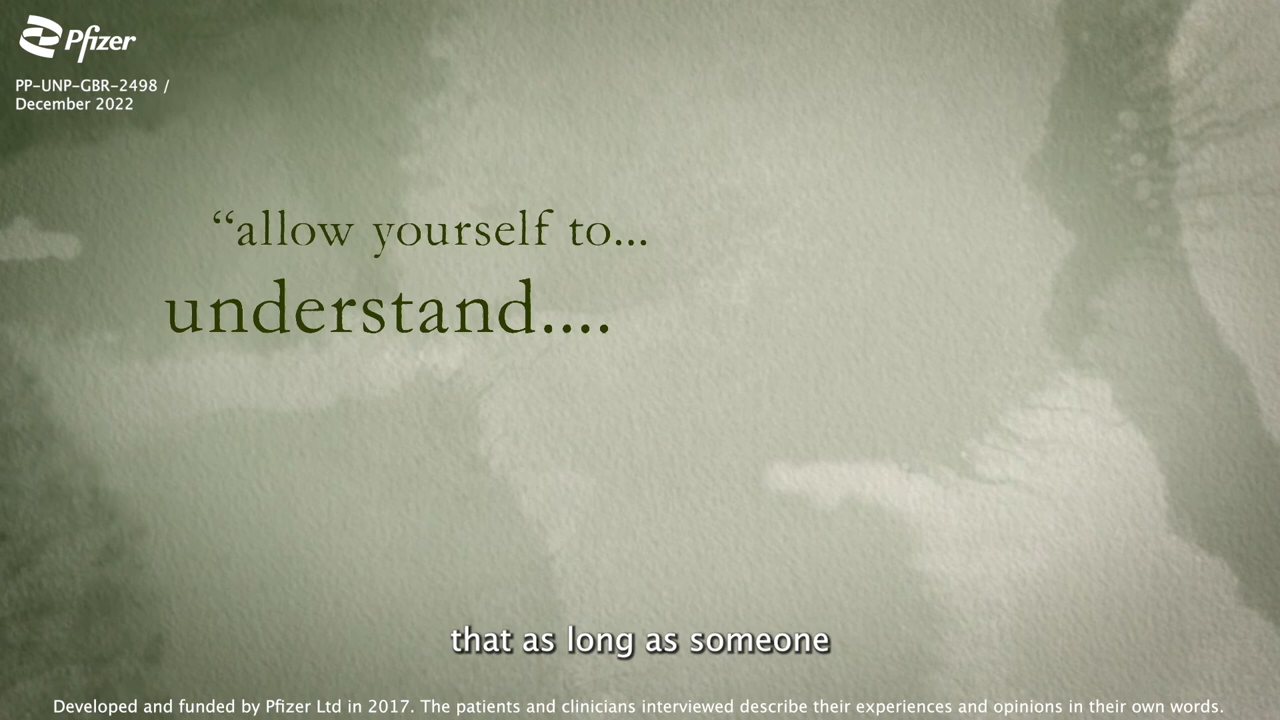 Pfizer
PP-UNP-GBR-2498 /
December 2022
“allow yourself to...
understand....
that as long as someone
Developed and funded by Pfizer Ltd in 2017. The patients and clinicians interviewed describe their experiences and opinions in their own words.